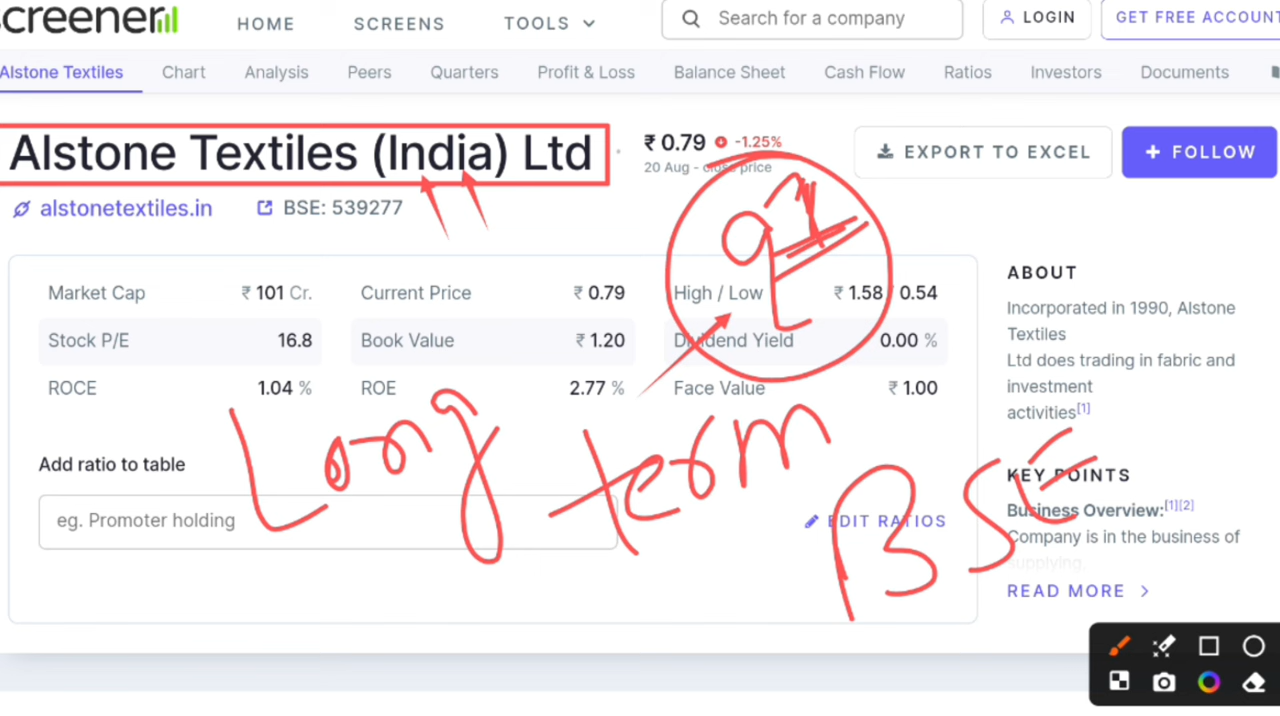 screener
HOME SCREENS TOOLS
Search for a company
LOGIN
GET FREE ACCOUNT
Alstone Textiles Chart Analysis Peers Quarters Profit & Loss Balance Sheet Cash Flow Ratios Investors Documents
Alstone Textiles (India) Ltd
₹ 0.79 -1.25%
20 Aug - close price
EXPORT TO EXCEL
+ FOLLOW
alstonetextiles.in BSE: 539277
Market Cap ₹ 101 Cr. Current Price ₹ 0.79 High / Low ₹ 1.58 / 0.54
Stock P/E 16.8 Book Value ₹ 1.20 Dividend Yield 0.00 %
ROCE 1.04 % ROE 2.77 % Face Value ₹ 1.00
Long term BSE
Add ratio to table
eg. Promoter holding
EDIT RATIOS
ABOUT
Incorporated in 1990, Alstone
Textiles
Ltd does trading in fabric and
investment
activities[1]
KEY POINTS
Business Overview:[1][2]
Company is in the business of
supplying
READ MORE